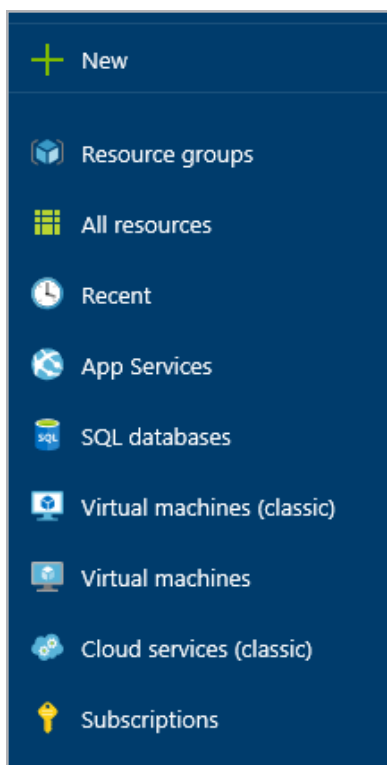 New
Resource groups
All resources
Recent
App Services
SQL
SQL databases
Virtual machines (classic)
Virtual machines
Cloud services (classic)
Subscriptions